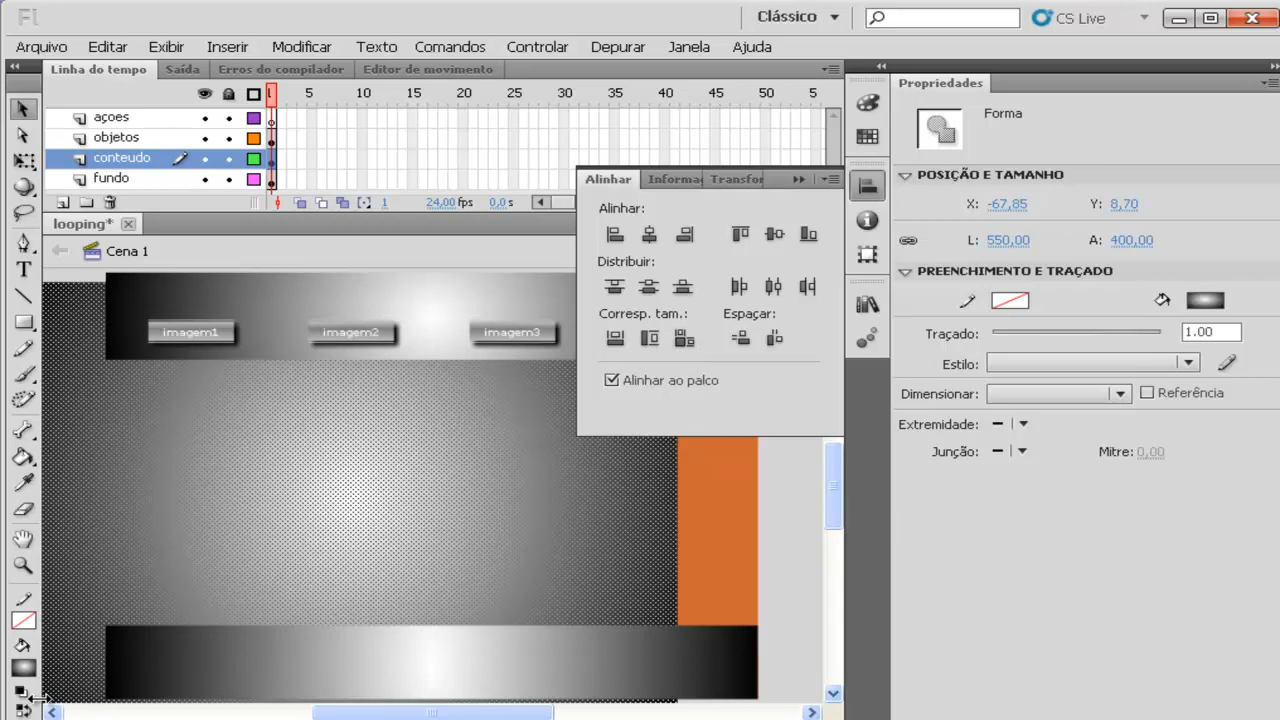 Fl
Clássico
CS Live
Arquivo Editar Exibir Inserir Modificar Texto Comandos Controlar Depurar Janela Ajuda
Linha do tempo Saída Erros do compilador Editor de movimento
Propriedades
1 5 10 15 20 25 30 35 40 45 50 5
Forma
açoes
objetos
conteudo
fundo
1 24,00 fps 0,0 s
looping*
Cena 1
imagem1 imagem2 imagem3
Alinhar Informa Transfor
Alinhar:
Distribuir:
Corresp. tam.: Espaçar:
Alinhar ao palco
POSIÇÃO E TAMANHO
X: -67,85 Y: 8,70
L: 550,00 A: 400,00
PREENCHIMENTO E TRAÇADO
Traçado: 1.00
Estilo:
Dimensionar: Referência
Extremidade:
Junção: Mitre: 0,00